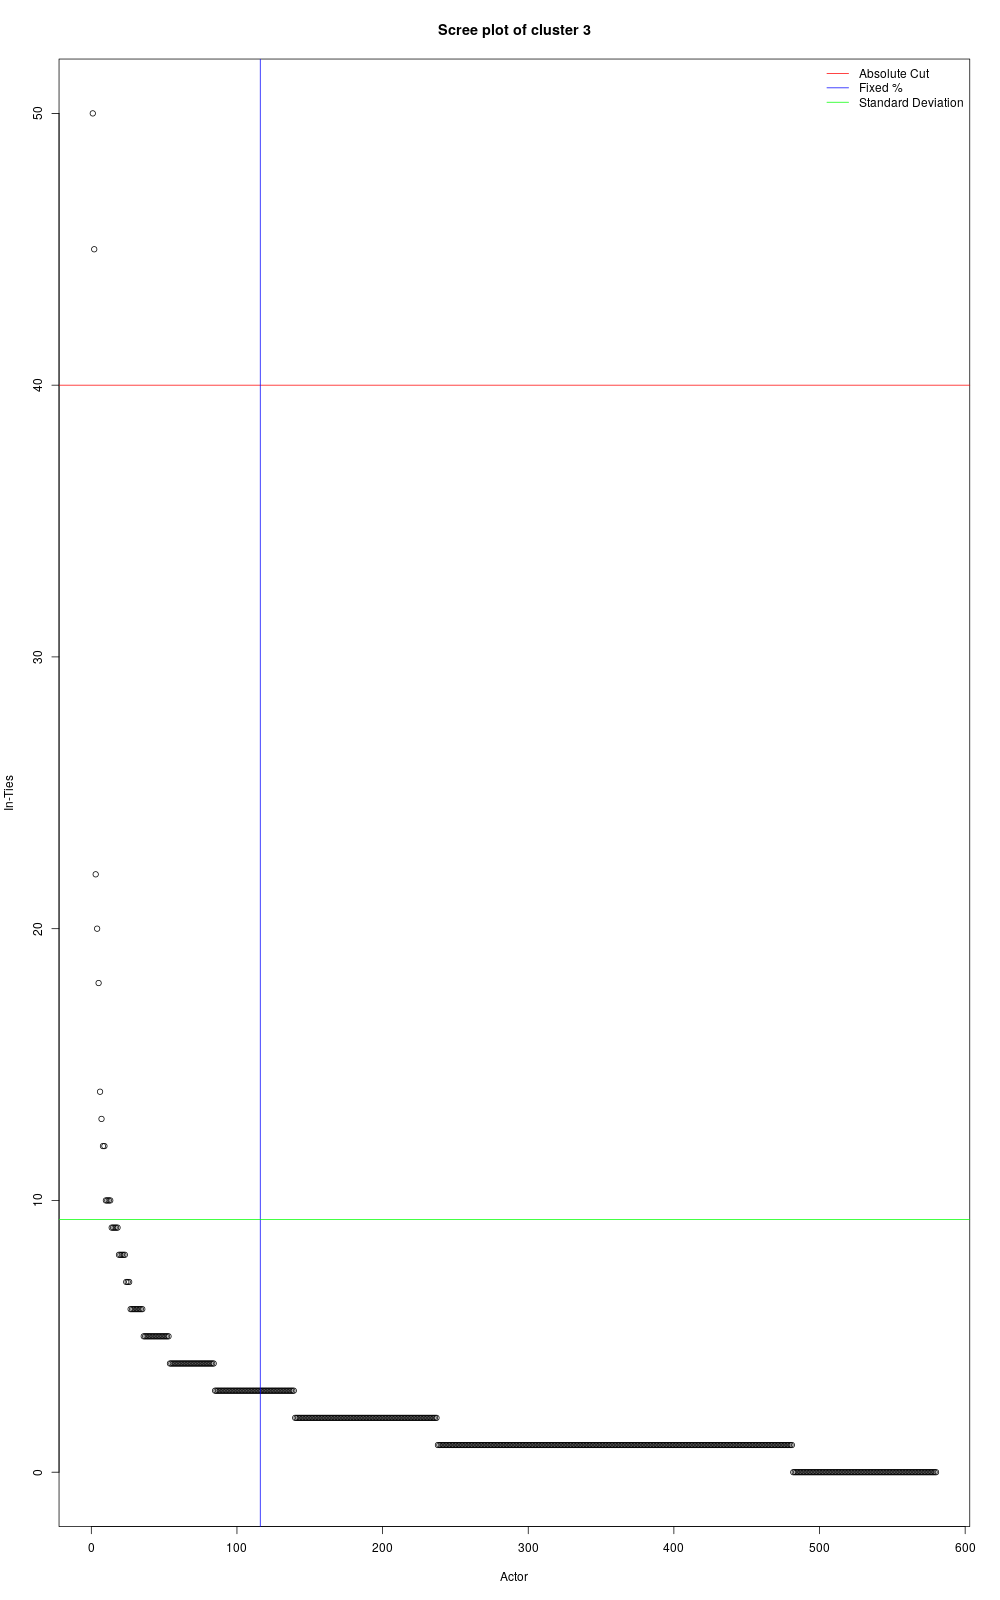 Scree plot of cluster 3
Absolute Cut
Fixed %
Standard Deviation
50
40
30
20
10
0
In-Ties
0 100 200 300 400 500 600
Actor